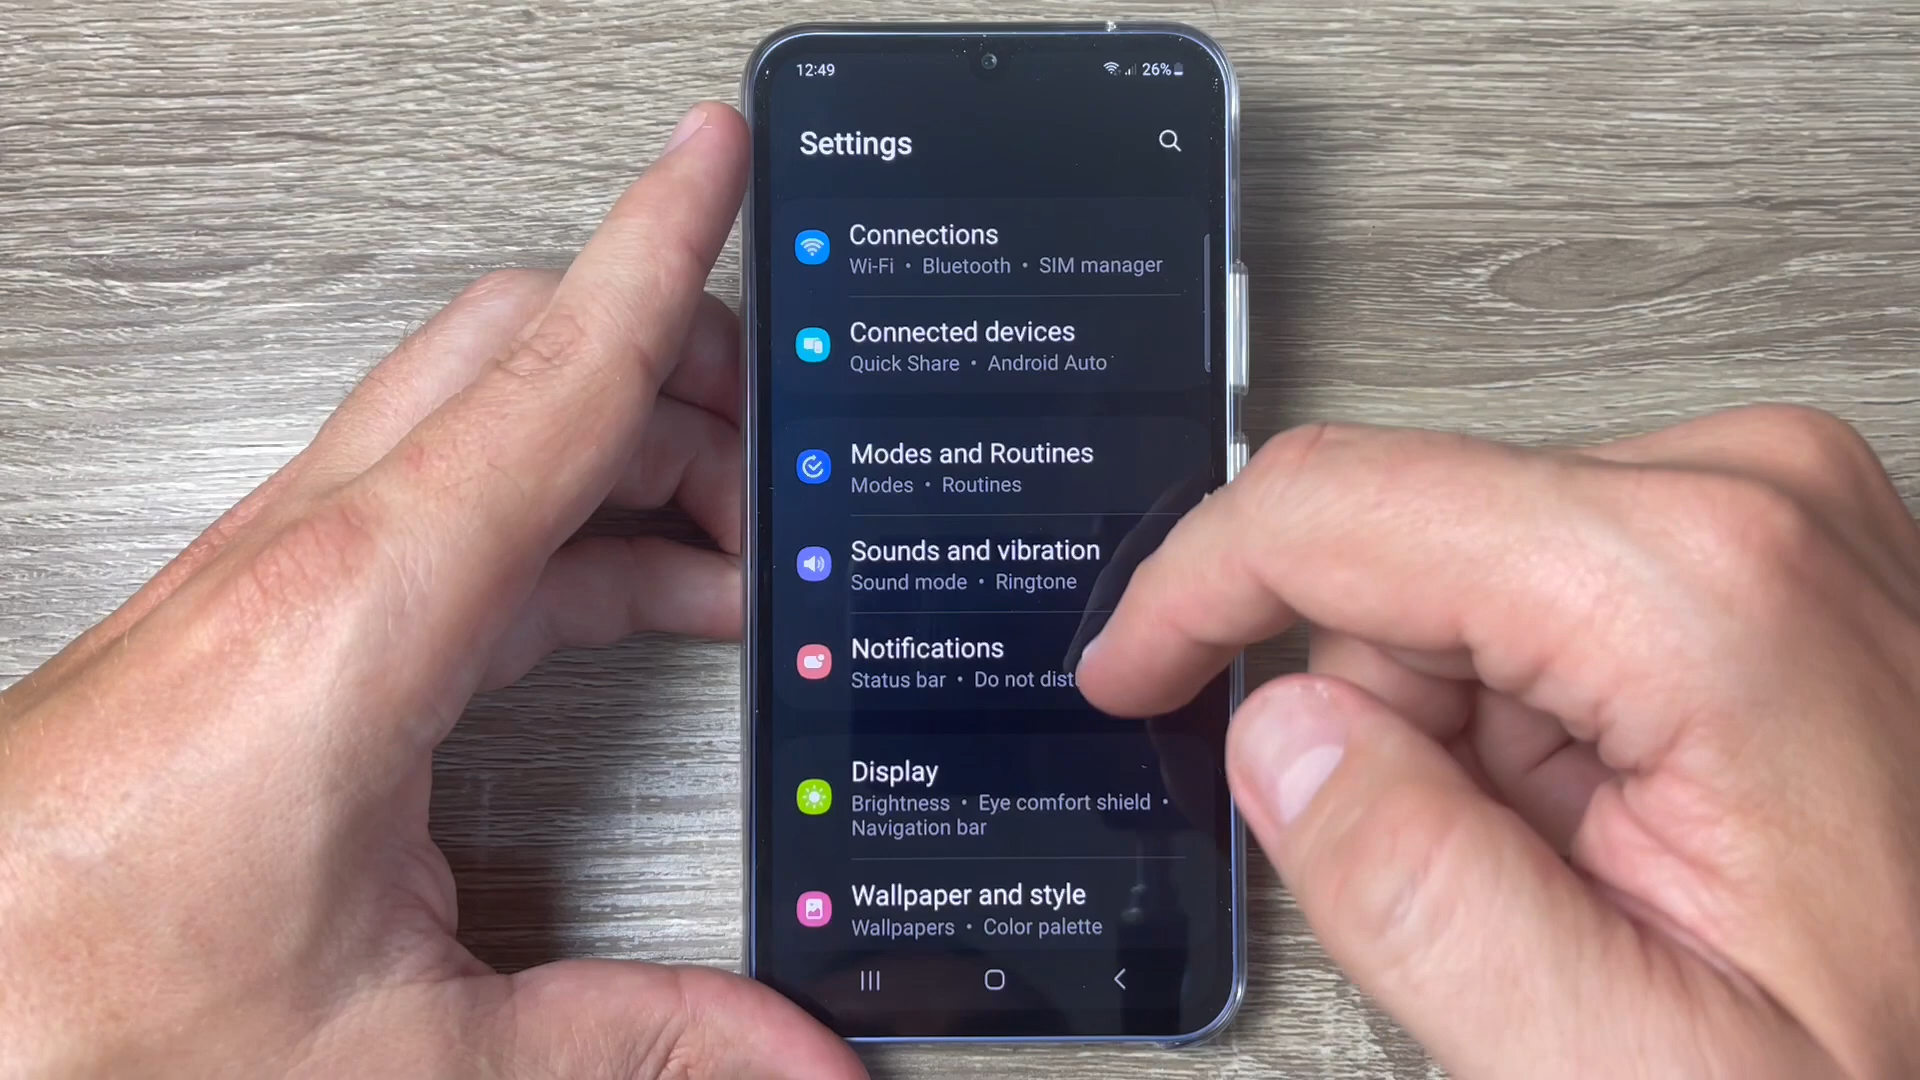 12:49
26%
Settings
Connections
Wi-Fi • Bluetooth • SIM manager
Connected devices
Quick Share • Android Auto
Modes and Routines
Modes • Routines
Sounds and vibration
Sound mode • Ringtone
Notifications
Status bar • Do not dist
Display
Brightness • Eye comfort shield •
Navigation bar
Wallpaper and style
Wallpapers • Color palette